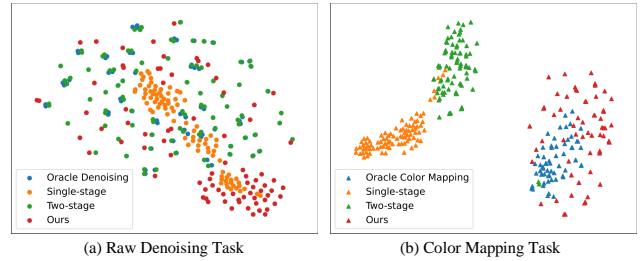 Oracle Denoising
Single-stage
Two-stage
Ours
(a) Raw Denoising Task
Oracle Color Mapping
Single-stage
Two-stage
Ours
(b) Color Mapping Task